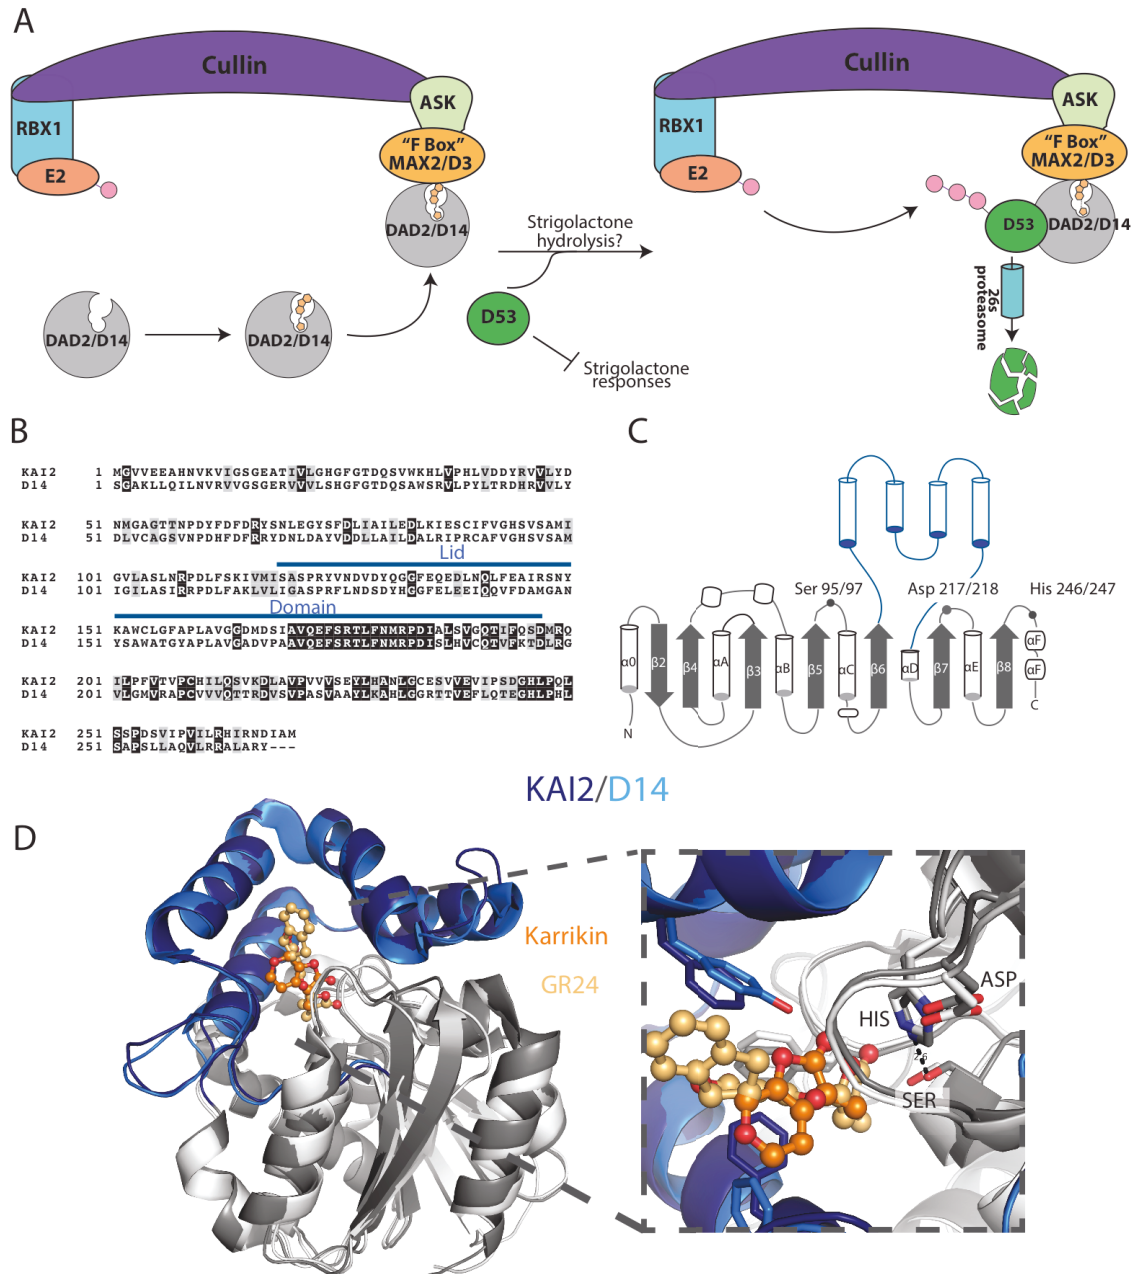 A
Cullin
ASK
RBX1
"F Box"
MAX2/D3
E2
DAD2/D14
DAD2/D14
DAD2/D14
Strigolactone
hydrolysis?
D53
Strigolactone
responses
Cullin
ASK
RBX1
"F Box"
MAX2/D3
E2
D53
DAD2/D14
26s
proteasome
B
KAI2 1 MGVVEEAHNVKVIGSGEATIVLGHGFGTDQSVWKHLVPHLVDDYRVVLYD
D14 1 SGAKLLQILNVRVVGSGERVVVLSHGFGTDQSAWSRVLPYLTRDHRVVLY
KAI2 51 NMGAGTTNPDYFDFDRYSNLEGYSFDLIAILEDLKIESCIFVGHSVSAMI
D14 51 DLVCAGSVNPDHFDFRRYDNLDAYVDDLLAILDALRIPRCAFVGHSVSAM
Lid
KAI2 101 GVLASLNRPDLFSKIVMISASPRYVNDVDYQGGFEQEDLNQLFEAIRSNY
D14 101 IGILASIRRPDLFAKLVLIGASPRFLNDSDYHGGFELEEIQQVFDAMGAN
Domain
KAI2 151 KAWCLGFAPLAVGGDMDSIAVQEFSRTLFNMRPDIALSVGQTIFQSDMRQ
D14 151 YSAWATGYAPLAVGADVPAAVQEFSRTLFNMRPDISLHVCQTVFKTDLRG
KAI2 201 ILPFVTVPCHILQSVKDLAVPVVVSEYLHANLGCESVVEVIPSDGHLPQL
D14 201 VLGMVRAPCVVVQTTRDVSVPASVAAYLKAHLGGRTTVEFLQTEGHLPHL
KAI2 251 SSPDSVIPVILRHIRNDIAM
D14 251 SAPSLLAQVLRRALARY---
C
Ser 95/97
Asp 217/218
His 246/247
α0
β2
β4
αA
β3
αB
β5
αC
β6
αD
β7
αE
β8
αF
αF
N
C
KAI2/D14
D
Karrikin
GR24
ASP
HIS
2.6
SER